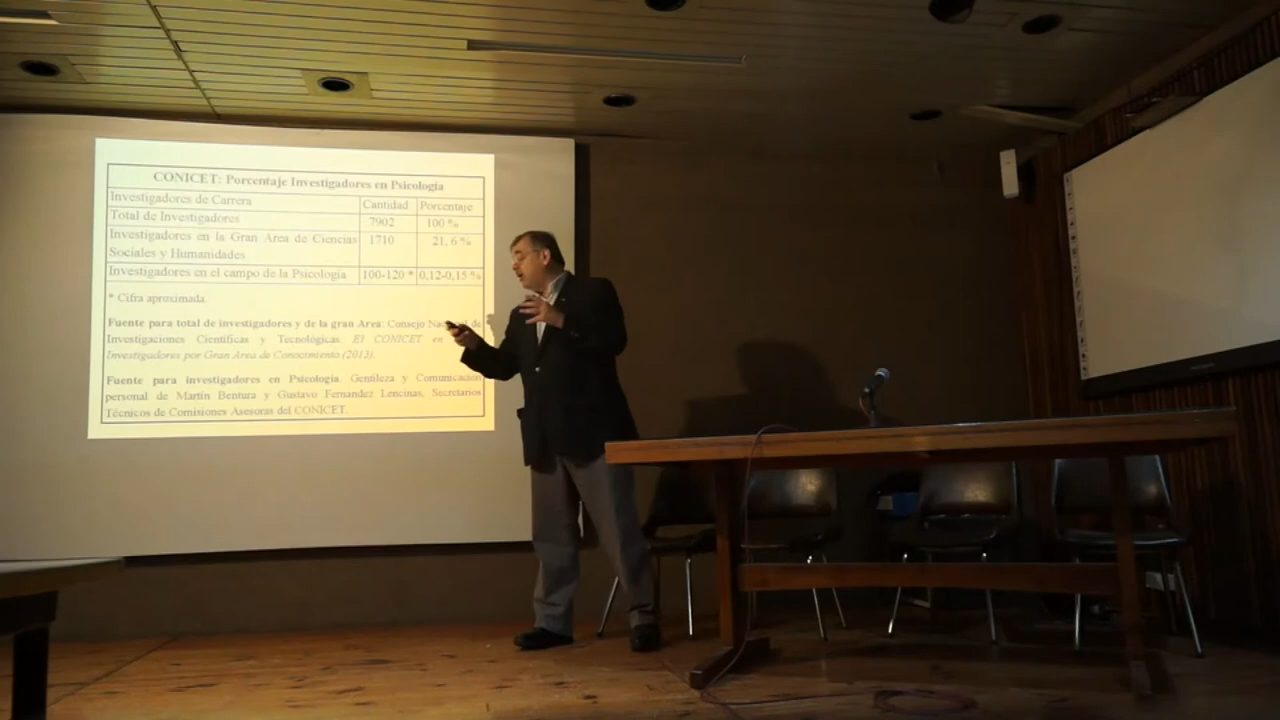 CONICET: Porcentaje Investigadores en Psicología
Investigadores de Carrera Cantidad Porcentaje
Total de Investigadores 7902 100 %
Investigadores en la Gran Area de Ciencias Sociales y Humanidades 1710 21, 6 %
Investigadores en el campo de la Psicología 100-120 * 0,12-0,15 %
* Cifra aproximada.
Fuente para total de investigadores y de la gran Area: Consejo de
Investigaciones Científicas y Tecnológicas. El CONICET en
Investigadores por Gran Area de Conocimiento (2013).
Fuente para investigadores en Psicología. Gentileza y Comunicación
personal de Martín Bentura y Gustavo Fernandez Lencinas, Secretarios
Técnicos de Comisiones Asesoras del CONICET.